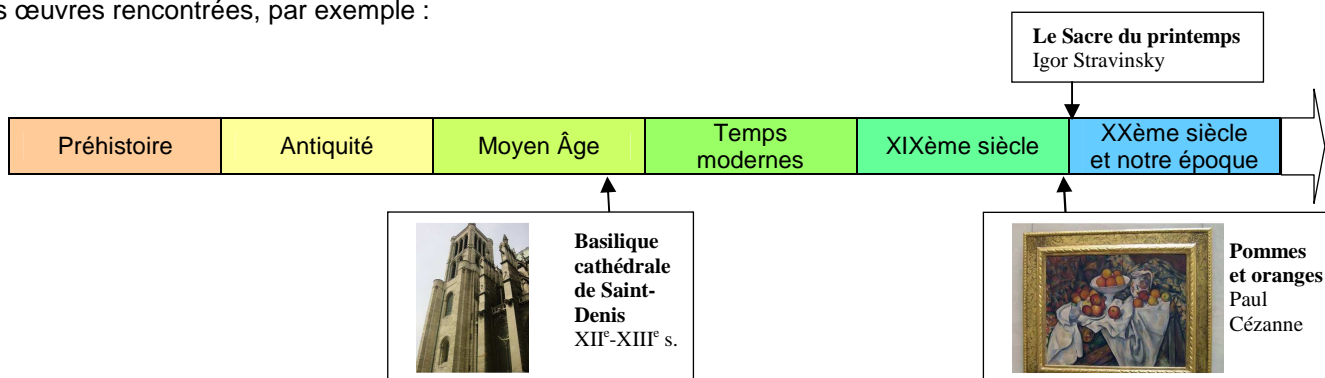 s œuvres rencontrées, par exemple :
Le Sacre du printemps
Igor Stravinsky
Préhistoire
Antiquité
Moyen Âge
Temps
modernes
XIXème siècle
XXème siècle
et notre époque
Basilique
cathédrale
de Saint-
Denis
XIIe-XIIIe s.
Pommes
et oranges
Paul
Cézanne